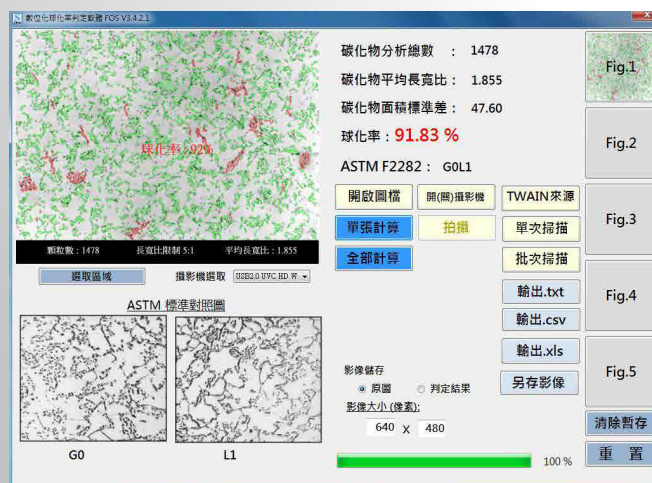 數位化球化率判定軟體 FOS V3.4.2.1
球化率:92%
顆粒數:1478 長寬比限制 5:1 平均長寬比:1.855
選取區域 攝影機選取 USB2.0 UVC HD W
ASTM 標準對照圖
G0 L1
碳化物分析總數 : 1478
碳化物平均長寬比: 1.855
碳化物面積標準差: 47.60
球化率:91.83 %
ASTM F2282: G0L1
開啟圖檔 開(關)攝影機 TWAIN來源
單張計算 拍攝 單次掃描
全部計算 批次掃描
輸出.txt
輸出.csv
輸出.xls
另存影像
影像儲存
原圖 判定結果
影像大小 (像素):
640 X 480
100 %
Fig.1
Fig.2
Fig.3
Fig.4
Fig.5
清除暫存
重 置